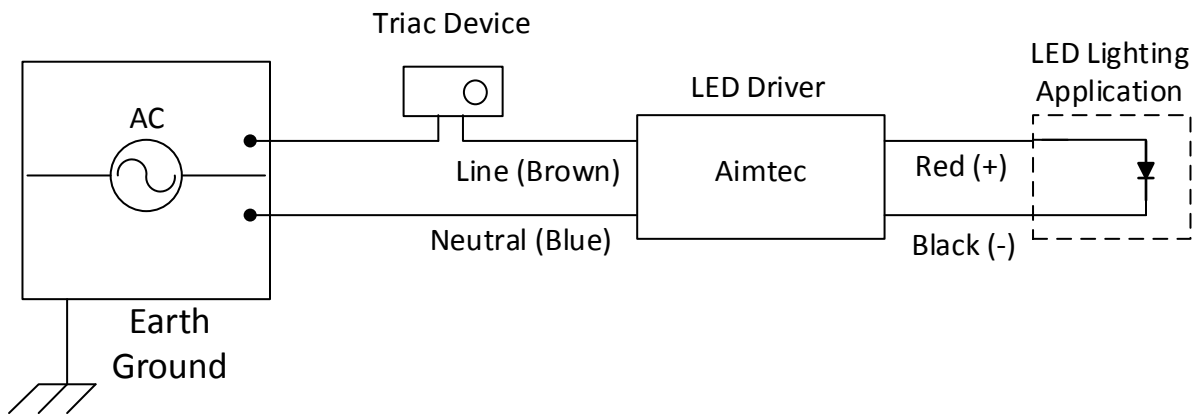 Triac Device
LED Lighting
Application
LED Driver
AC
Line (Brown)
Aimtec
Red (+)
Neutral (Blue)
Black (-)
Earth
Ground